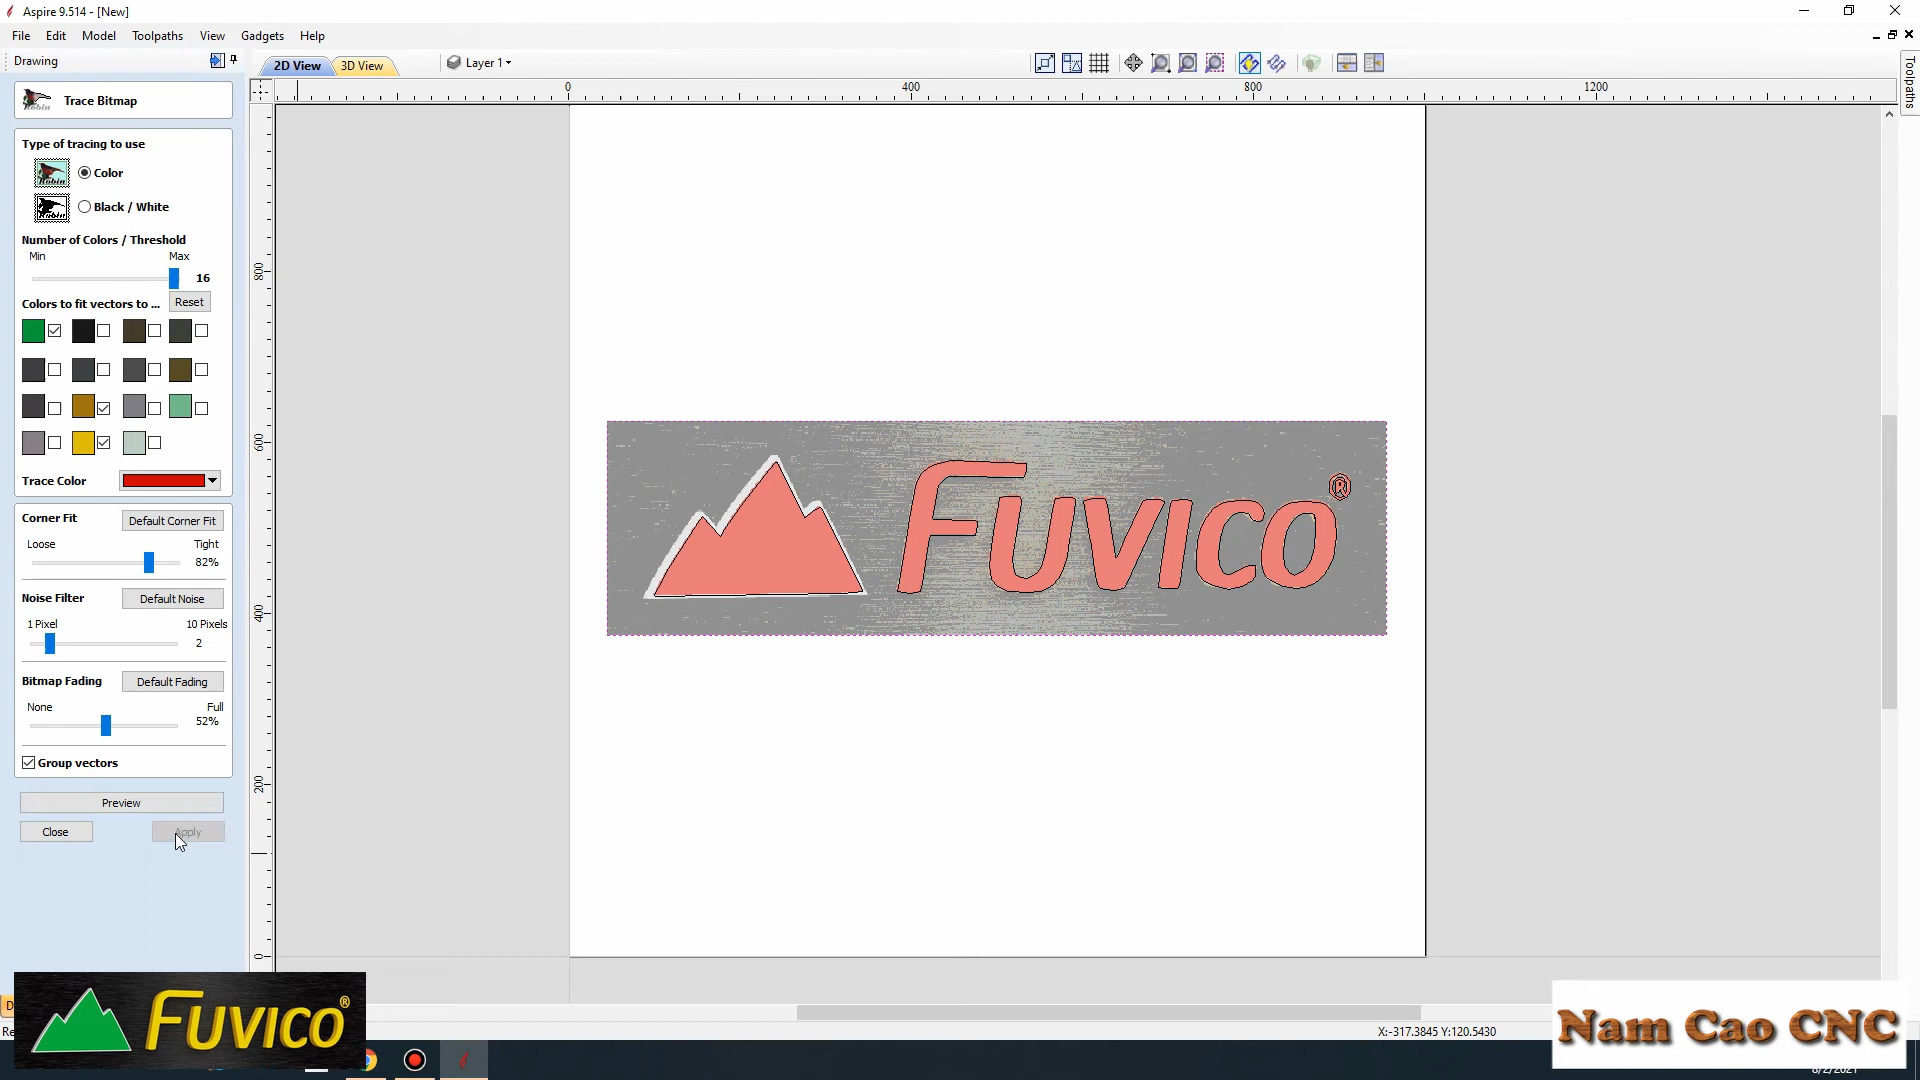 Aspire 9.514 - [New]
File Edit Model Toolpaths View Gadgets Help
Drawing
2D View 3D View Layer 1
Toolpaths
Trace Bitmap
0 400 800 1200
Type of tracing to use
Color
Black / White
Number of Colors / Threshold
Min Max
16
Colors to fit vectors to ... Reset
Trace Color
Corner Fit Default Corner Fit
Loose Tight
82%
Noise Filter Default Noise
1 Pixel 10 Pixels
2
Bitmap Fading Default Fading
None Full
52%
Group vectors
Preview
Close Apply
800
600
400
200
0
FUVICO®
X:-317.3845 Y:120.5430
FUVICO®
Nam Cao CNC
8/2/2021